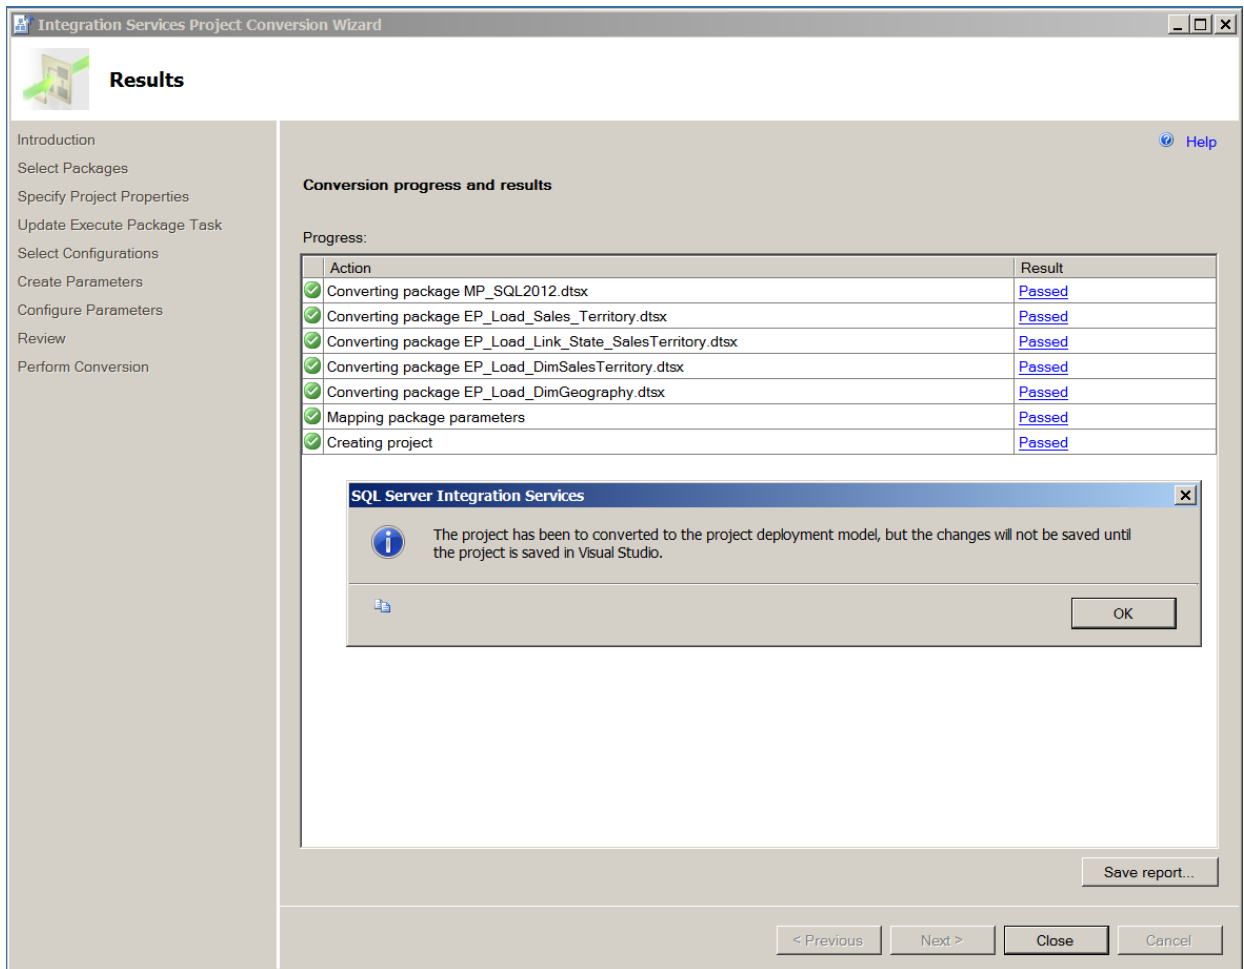 Integration Services Project Conversion Wizard
Results
Introduction
Select Packages
Specify Project Properties
Update Execute Package Task
Select Configurations
Create Parameters
Configure Parameters
Review
Perform Conversion
Help
Conversion progress and results
Progress:
Action Result
Converting package MP_SQL2012.dtsx Passed
Converting package EP_Load_Sales_Territory.dtsx Passed
Converting package EP_Load_Link_State_SalesTerritory.dtsx Passed
Converting package EP_Load_DimSalesTerritory.dtsx Passed
Converting package EP_Load_DimGeography.dtsx Passed
Mapping package parameters Passed
Creating project Passed
SQL Server Integration Services
The project has been to converted to the project deployment model, but the changes will not be saved until
the project is saved in Visual Studio.
OK
Save report...
< Previous Next > Close Cancel